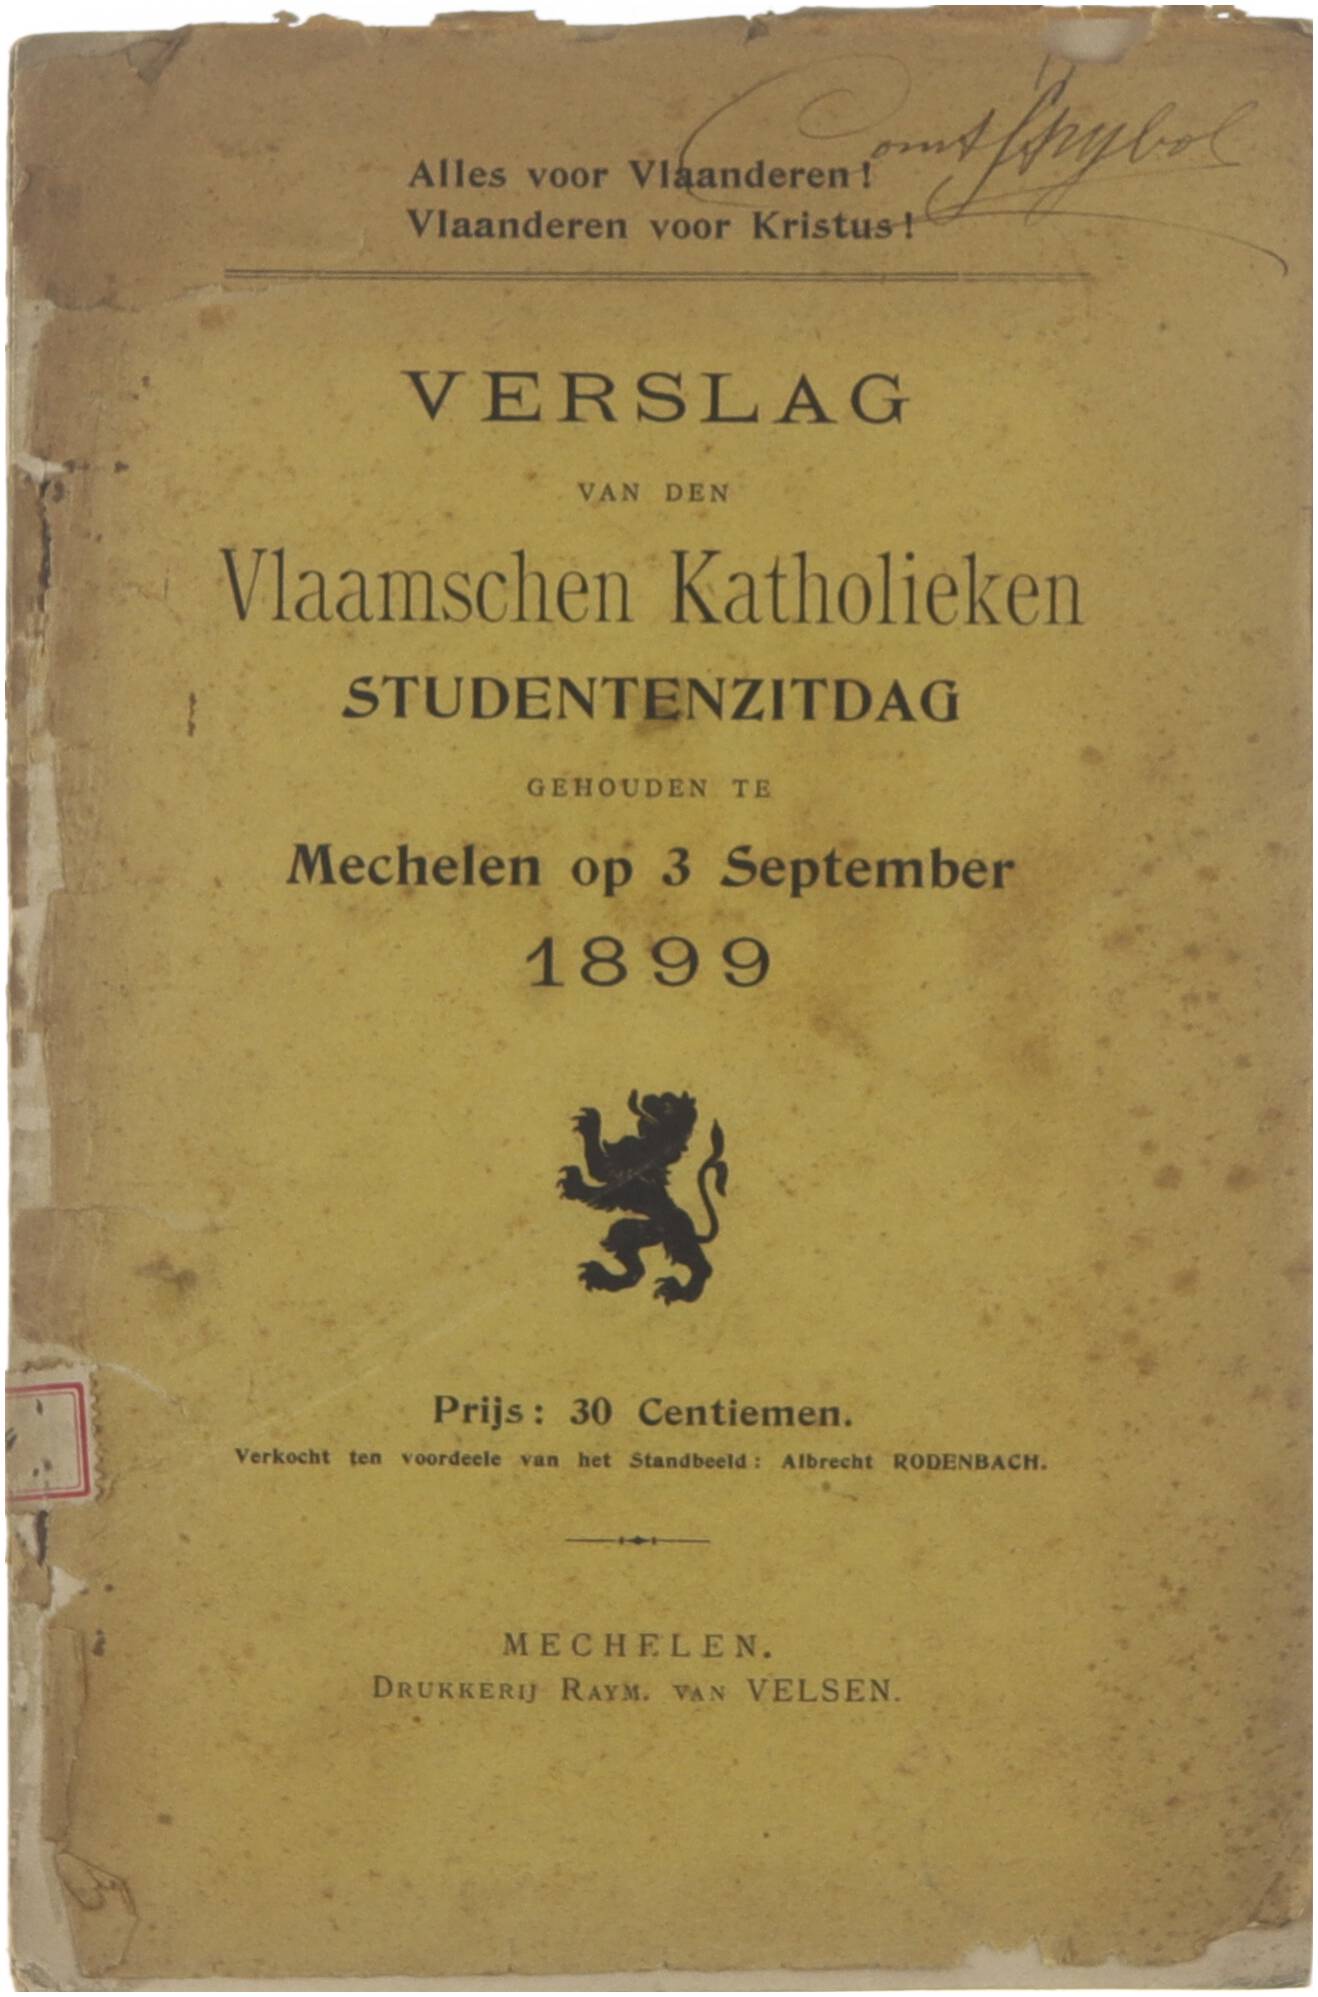 Alles voor Vlaanderen!
Vlaanderen voor Kristus!
VERSLAG
VAN DEN
Vlaamschen Katholieken
STUDENTENZITDAG
GEHOUDEN TE
Mechelen op 3 September
1899
Prijs: 30 Centiemen.
Verkocht ten voordeele van het Standbeeld: Albrecht RODENBACH.
MECHELEN.
DRUKKERIJ RAYM. VAN VELSEN.